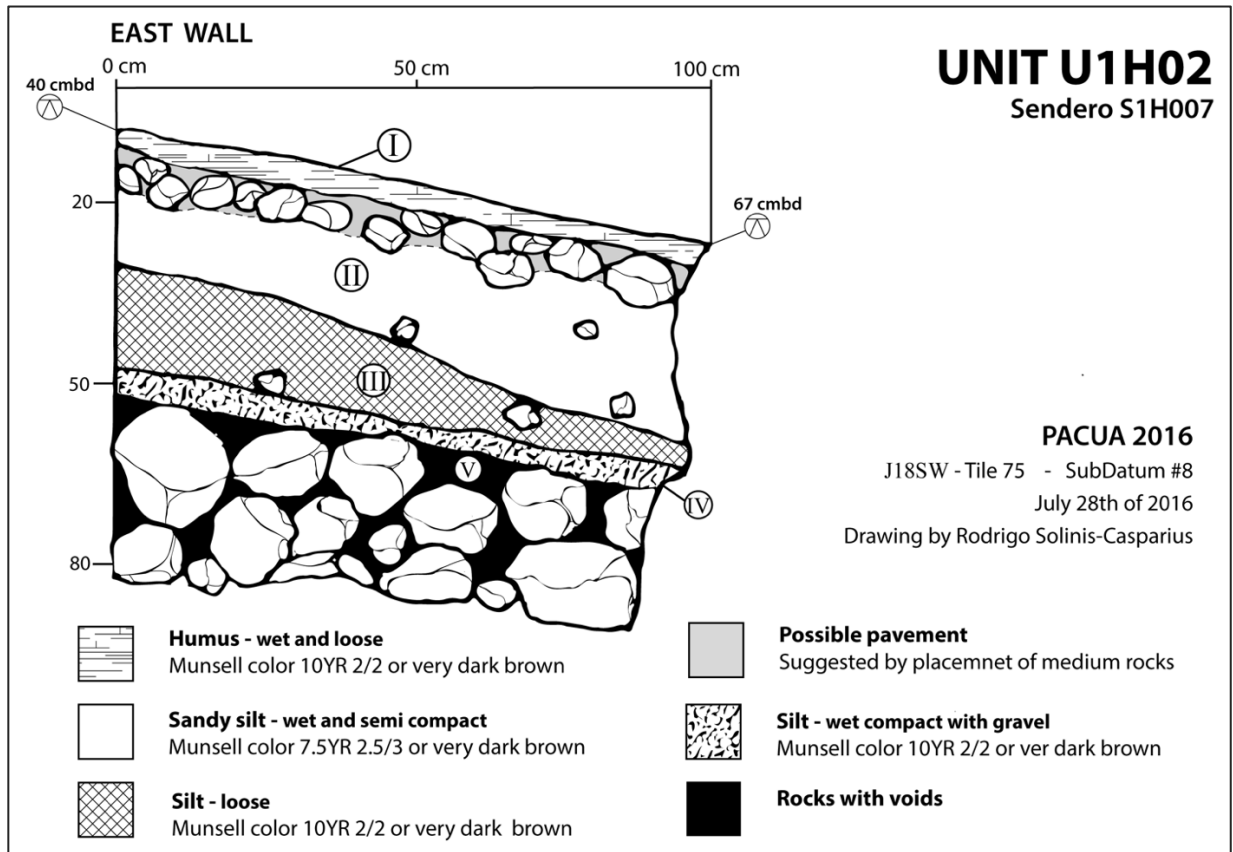 EAST WALL
0 cm
50 cm
100 cm
40 cmbd
UNIT U1H02
Sendero S1H007
I
20
67 cmbd
II
III
50
V
IV
80
PACUA 2016
J18SW - Tile 75 - SubDatum #8
July 28th of 2016
Drawing by Rodrigo Solinis-Casparius
Humus - wet and loose
Munsell color 10YR 2/2 or very dark brown
Sandy silt - wet and semi compact
Munsell color 7.5YR 2.5/3 or very dark brown
Silt - loose
Munsell color 10YR 2/2 or very dark brown
Possible pavement
Suggested by placemnet of medium rocks
Silt - wet compact with gravel
Munsell color 10YR 2/2 or ver dark brown
Rocks with voids